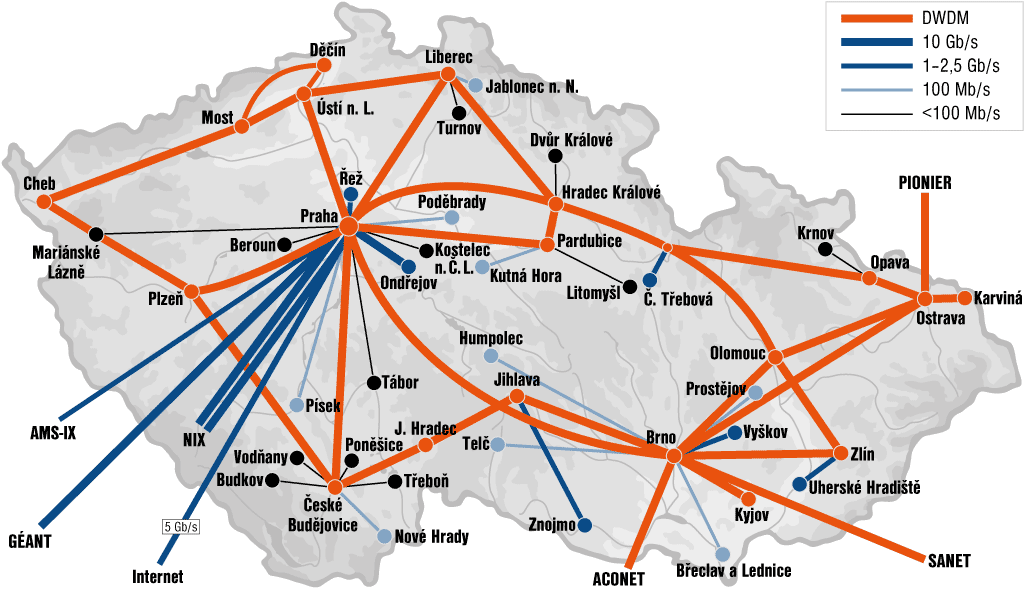 DWDM
10 Gb/s
1–2,5 Gb/s
100 Mb/s
<100 Mb/s
Děčín
Liberec
Jablonec n. N.
Ústí n. L.
Most
Turnov
Dvůr Králové
Cheb
Řež
Hradec Králové
PIONIER
Poděbrady
Praha
Mariánské
Lázně
Beroun
Kostelec
n. Č. L.
Pardubice
Krnov
Opava
Kutná Hora
Ondřejov
Litomyšl
Č. Třebová
Plzeň
Karviná
Ostrava
Humpolec
Olomouc
Jihlava
Tábor
Prostějov
Písek
AMS-IX
NIX
J. Hradec
Brno
Vyškov
Poněšice
Telč
Zlín
Vodňany
Budkov
Třeboň
Uherské Hradiště
České
Budějovice
Kyjov
5 Gb/s
Znojmo
GÉANT
Nové Hrady
SANET
Internet
ACONET
Břeclav a Lednice